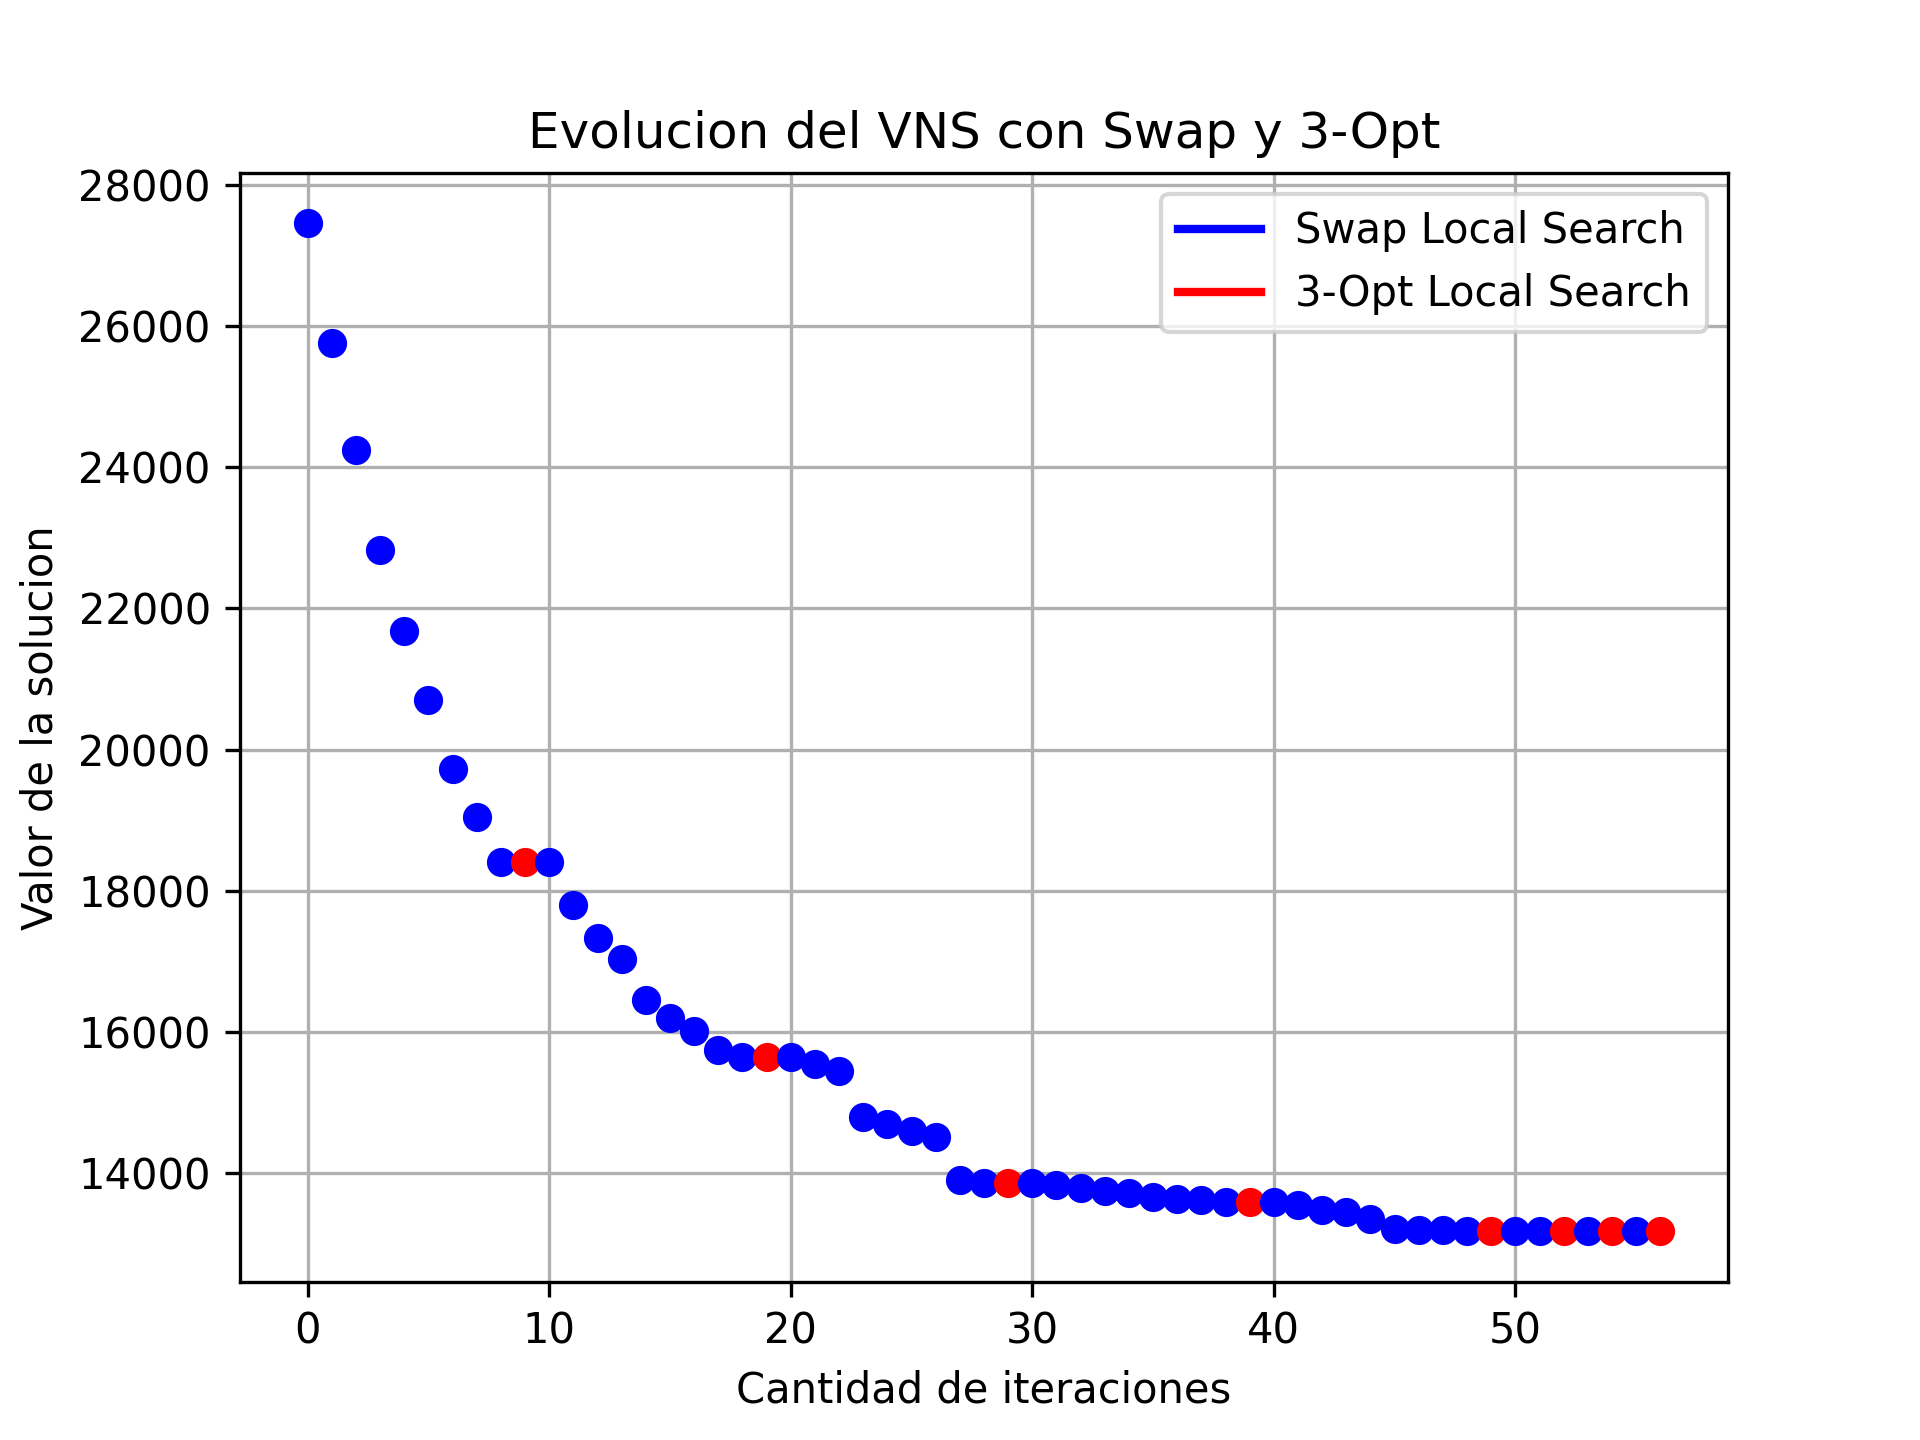 Evolucion del VNS con Swap y 3-Opt
Swap Local Search
3-Opt Local Search
Valor de la solucion
28000
26000
24000
22000
20000
18000
16000
14000
0 10 20 30 40 50
Cantidad de iteraciones